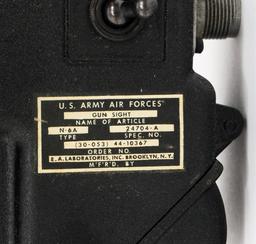 U.S. ARMY AIR FORCES
GUN SIGHT
NAME OF ARTICLE
N-6A 24704-A
TYPE SPEC. NO.
(30-053) 44-10367
ORDER NO.
E.A. LABORATORIES, INC. BROOKLYN, N.Y.
M'F'R'D. BY